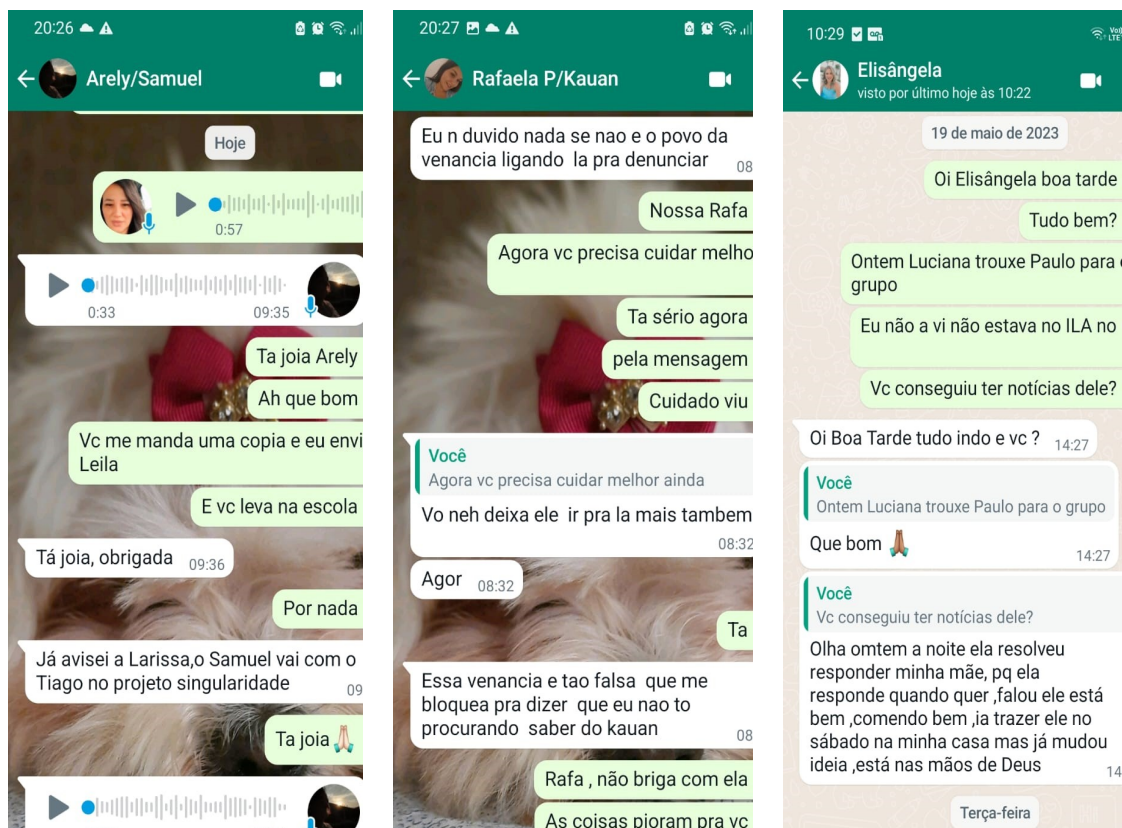 20:26
Arely/Samuel
Hoje
0:57
0:33 09:35
Ta joia Arely
Ah que bom
Vc me manda uma copia e eu envi
Leila
E vc leva na escola
Tá joia, obrigada 09:36
Por nada
Já avisei a Larissa,o Samuel vai com o
Tiago no projeto singularidade 09
Ta joia🙏🏼
20:27
Rafaela P/Kauan
Eu n duvido nada se nao e o povo da
venancia ligando la pra denunciar 08
Nossa Rafa
Agora vc precisa cuidar melho
Ta sério agora
pela mensagem
Cuidado viu
Você
Agora vc precisa cuidar melhor ainda
Vo neh deixa ele ir pra la mais tambem
08:32
Agor 08:32
Ta
Essa venancia e tao falsa que me
bloquea pra dizer que eu nao to
procurando saber do kauan 08
Rafa , não briga com ela
As coisas pioram pra vc
10:29
Elisângela
visto por último hoje às 10:22
19 de maio de 2023
Oi Elisângela boa tarde
Tudo bem?
Ontem Luciana trouxe Paulo para
grupo
Eu não a vi não estava no ILA no
Vc conseguiu ter notícias dele?
Oi Boa Tarde tudo indo e vc ? 14:27
Você
Ontem Luciana trouxe Paulo para o grupo
Que bom 🙏🏽 14:27
Você
Vc conseguiu ter notícias dele?
Olha omtem a noite ela resolveu
responder minha mãe, pq ela
responde quando quer ,falou ele está
bem ,comendo bem ,ia trazer ele no
sábado na minha casa mas já mudou
ideia ,está nas mãos de Deus 14
Terça-feira